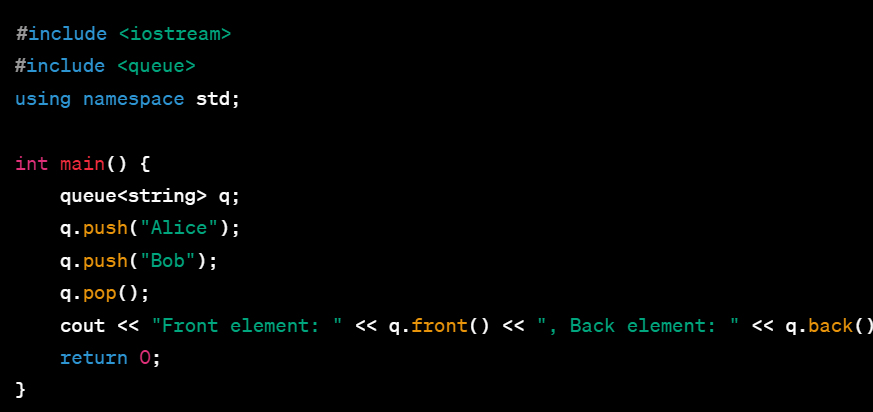 #include <iostream>
#include <queue>
using namespace std;
int main() {
queue<string> q;
q.push("Alice");
q.push("Bob");
q.pop();
cout << "Front element: " << q.front() << ", Back element: " << q.back()
return 0;
}